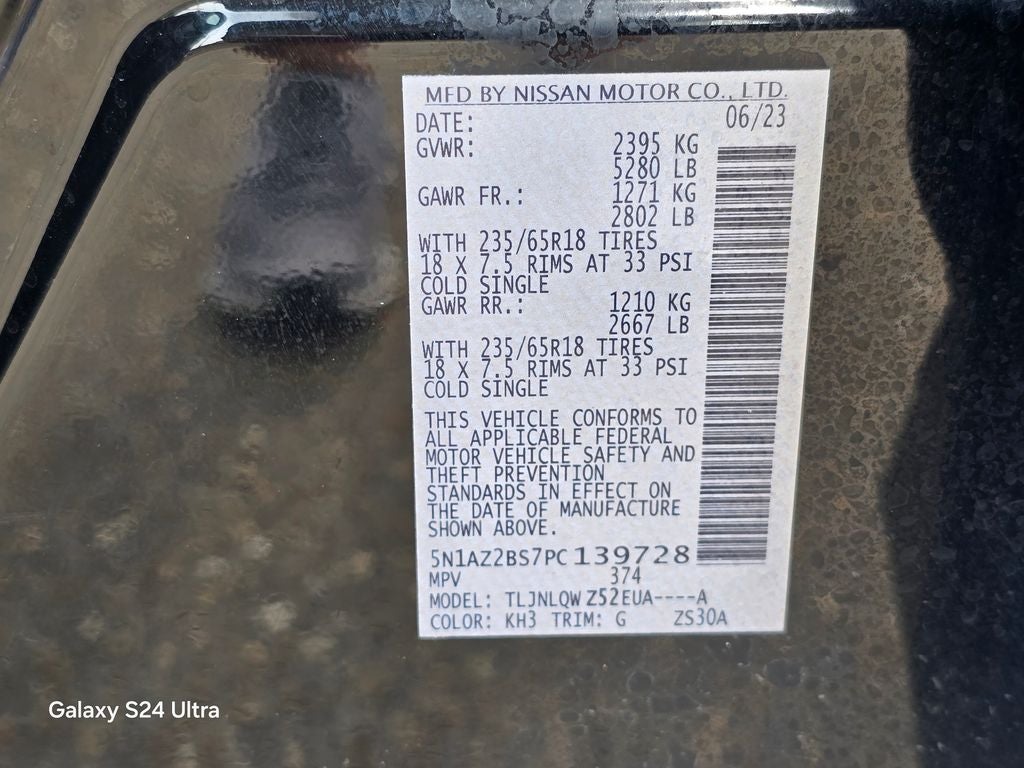 MFD BY NISSAN MOTOR CO., LTD.
DATE: 06/23
GVWR: 2395 KG
5280 LB
GAWR FR.: 1271 KG
2802 LB
WITH 235/65R18 TIRES
18 X 7.5 RIMS AT 33 PSI
COLD SINGLE
GAWR RR.: 1210 KG
2667 LB
WITH 235/65R18 TIRES
18 X 7.5 RIMS AT 33 PSI
COLD SINGLE
THIS VEHICLE CONFORMS TO
ALL APPLICABLE FEDERAL
MOTOR VEHICLE SAFETY AND
THEFT PREVENTION
STANDARDS IN EFFECT ON
THE DATE OF MANUFACTURE
SHOWN ABOVE.
5N1AZ2BS7PC139728
MPV 374
MODEL: TLJNLQW Z52EUA----A
COLOR: KH3 TRIM: G ZS30A
Galaxy S24 Ultra